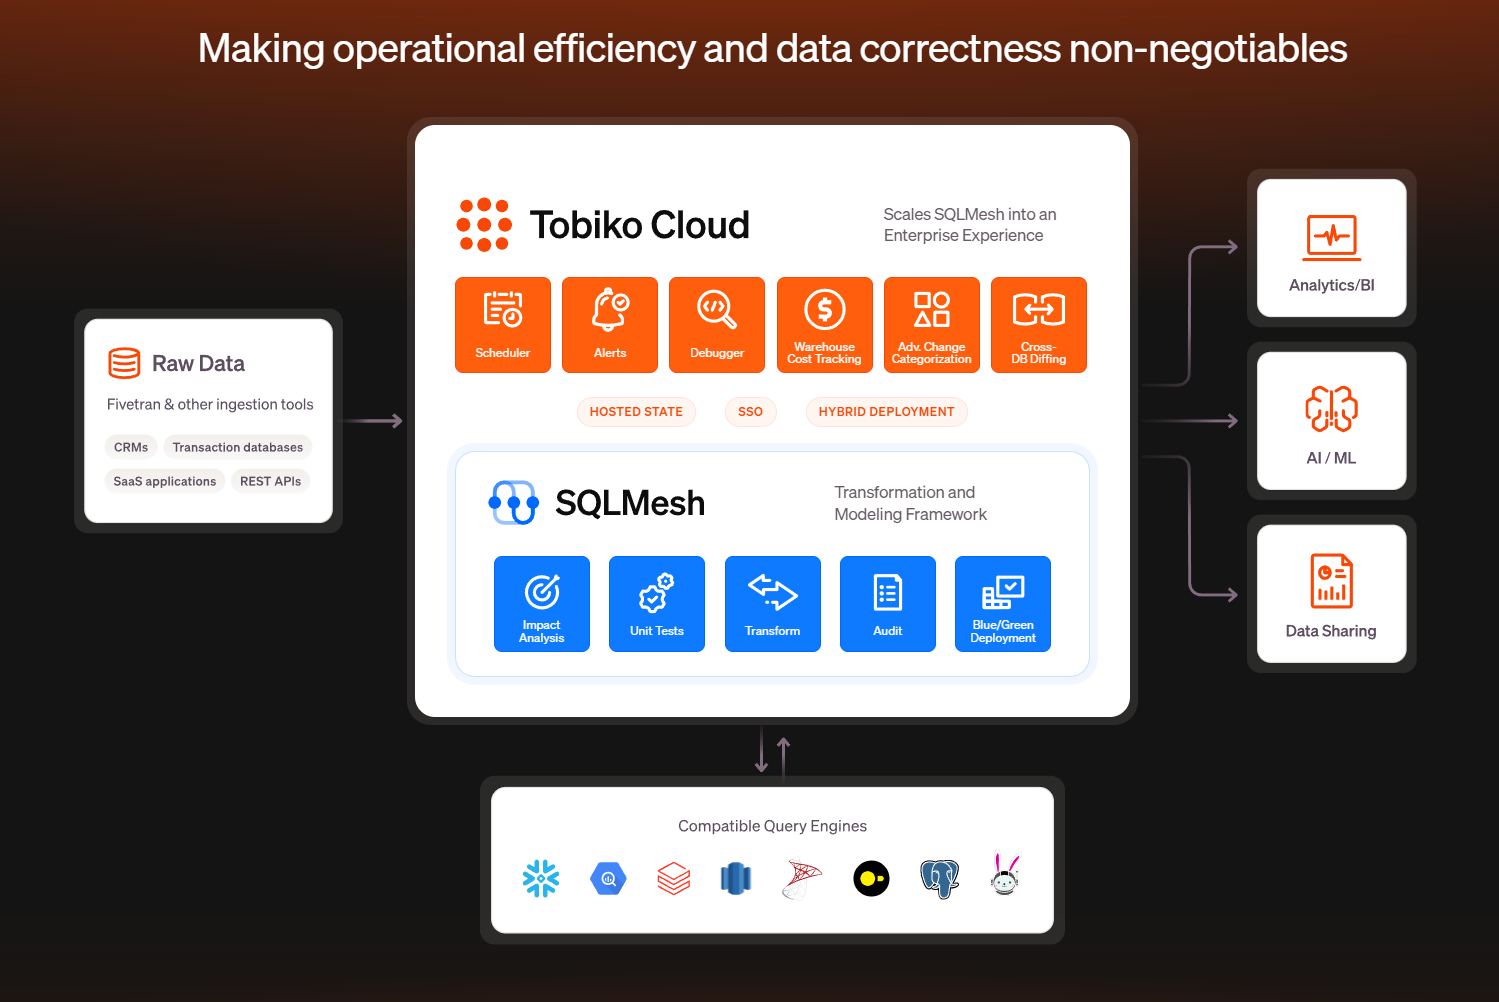 Making operational efficiency and data correctness non-negotiables
Raw Data
Fivetran & other ingestion tools
CRMs
Transaction databases
SaaS applications
REST APIs
Tobiko Cloud
Scales SQLMesh into an
Enterprise Experience
Scheduler
Alerts
Debugger
Warehouse
Cost Tracking
Adv. Change
Categorization
Cross-
DB Diffing
HOSTED STATE
SSO
HYBRID DEPLOYMENT
SQLMesh
Transformation and
Modeling Framework
Impact
Analysis
Unit Tests
Transform
Audit
Blue/Green
Deployment
Analytics/BI
AI / ML
Data Sharing
Compatible Query Engines